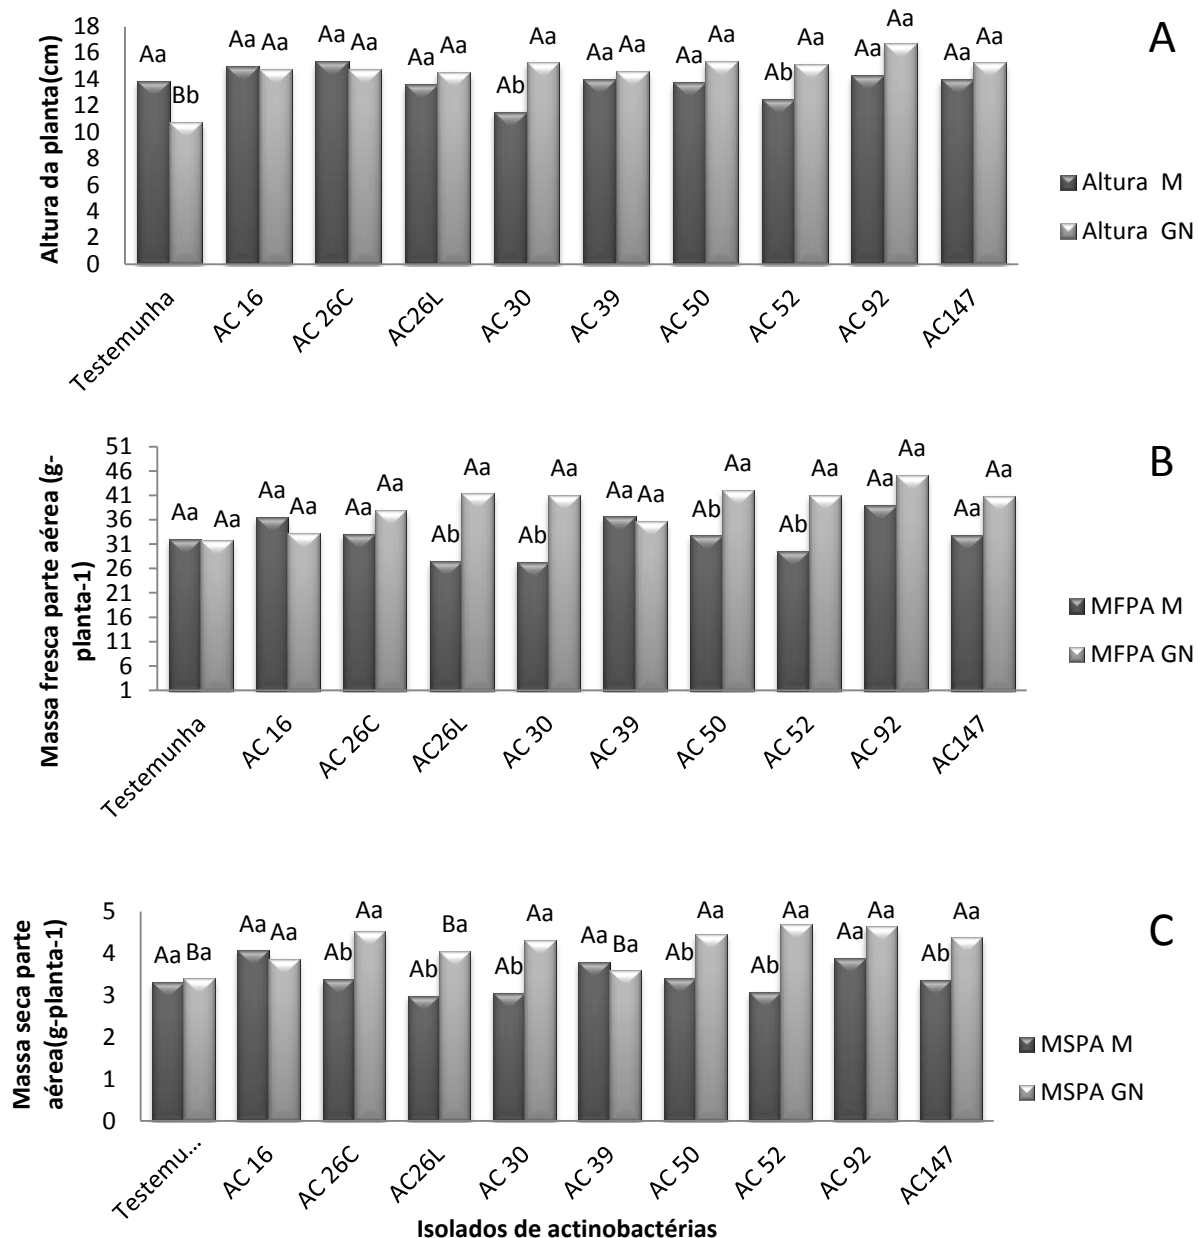 A
Altura da planta(cm)
18
16
14
12
10
8
6
4
2
0
Aa Bb Aa Aa Aa Aa Aa Aa Ab Aa Aa Aa Aa Aa Ab Aa Aa Aa Aa Aa
Testemunha AC 16 AC 26C AC26L AC 30 AC 39 AC 50 AC 52 AC 92 AC147
Altura M
Altura GN
B
Massa fresca parte aérea (g-
planta-1)
51
46
41
36
31
26
21
16
11
6
1
Aa Aa Aa Aa Aa Aa Ab Aa Ab Aa Aa Aa Ab Aa Ab Aa Aa Aa Aa Aa
Testemunha AC 16 AC 26C AC26L AC 30 AC 39 AC 50 AC 52 AC 92 AC147
MFPA M
MFPA GN
C
Massa seca parte
aérea(g-planta-1)
5
4
3
2
1
0
Aa Ba Aa Aa Ab Aa Ab Ba Ab Aa Aa Ba Ab Aa Ab Aa Aa Aa Ab Aa
Testemu... AC 16 AC 26C AC26L AC 30 AC 39 AC 50 AC 52 AC 92 AC147
MSPA M
MSPA GN
Isolados de actinobactérias